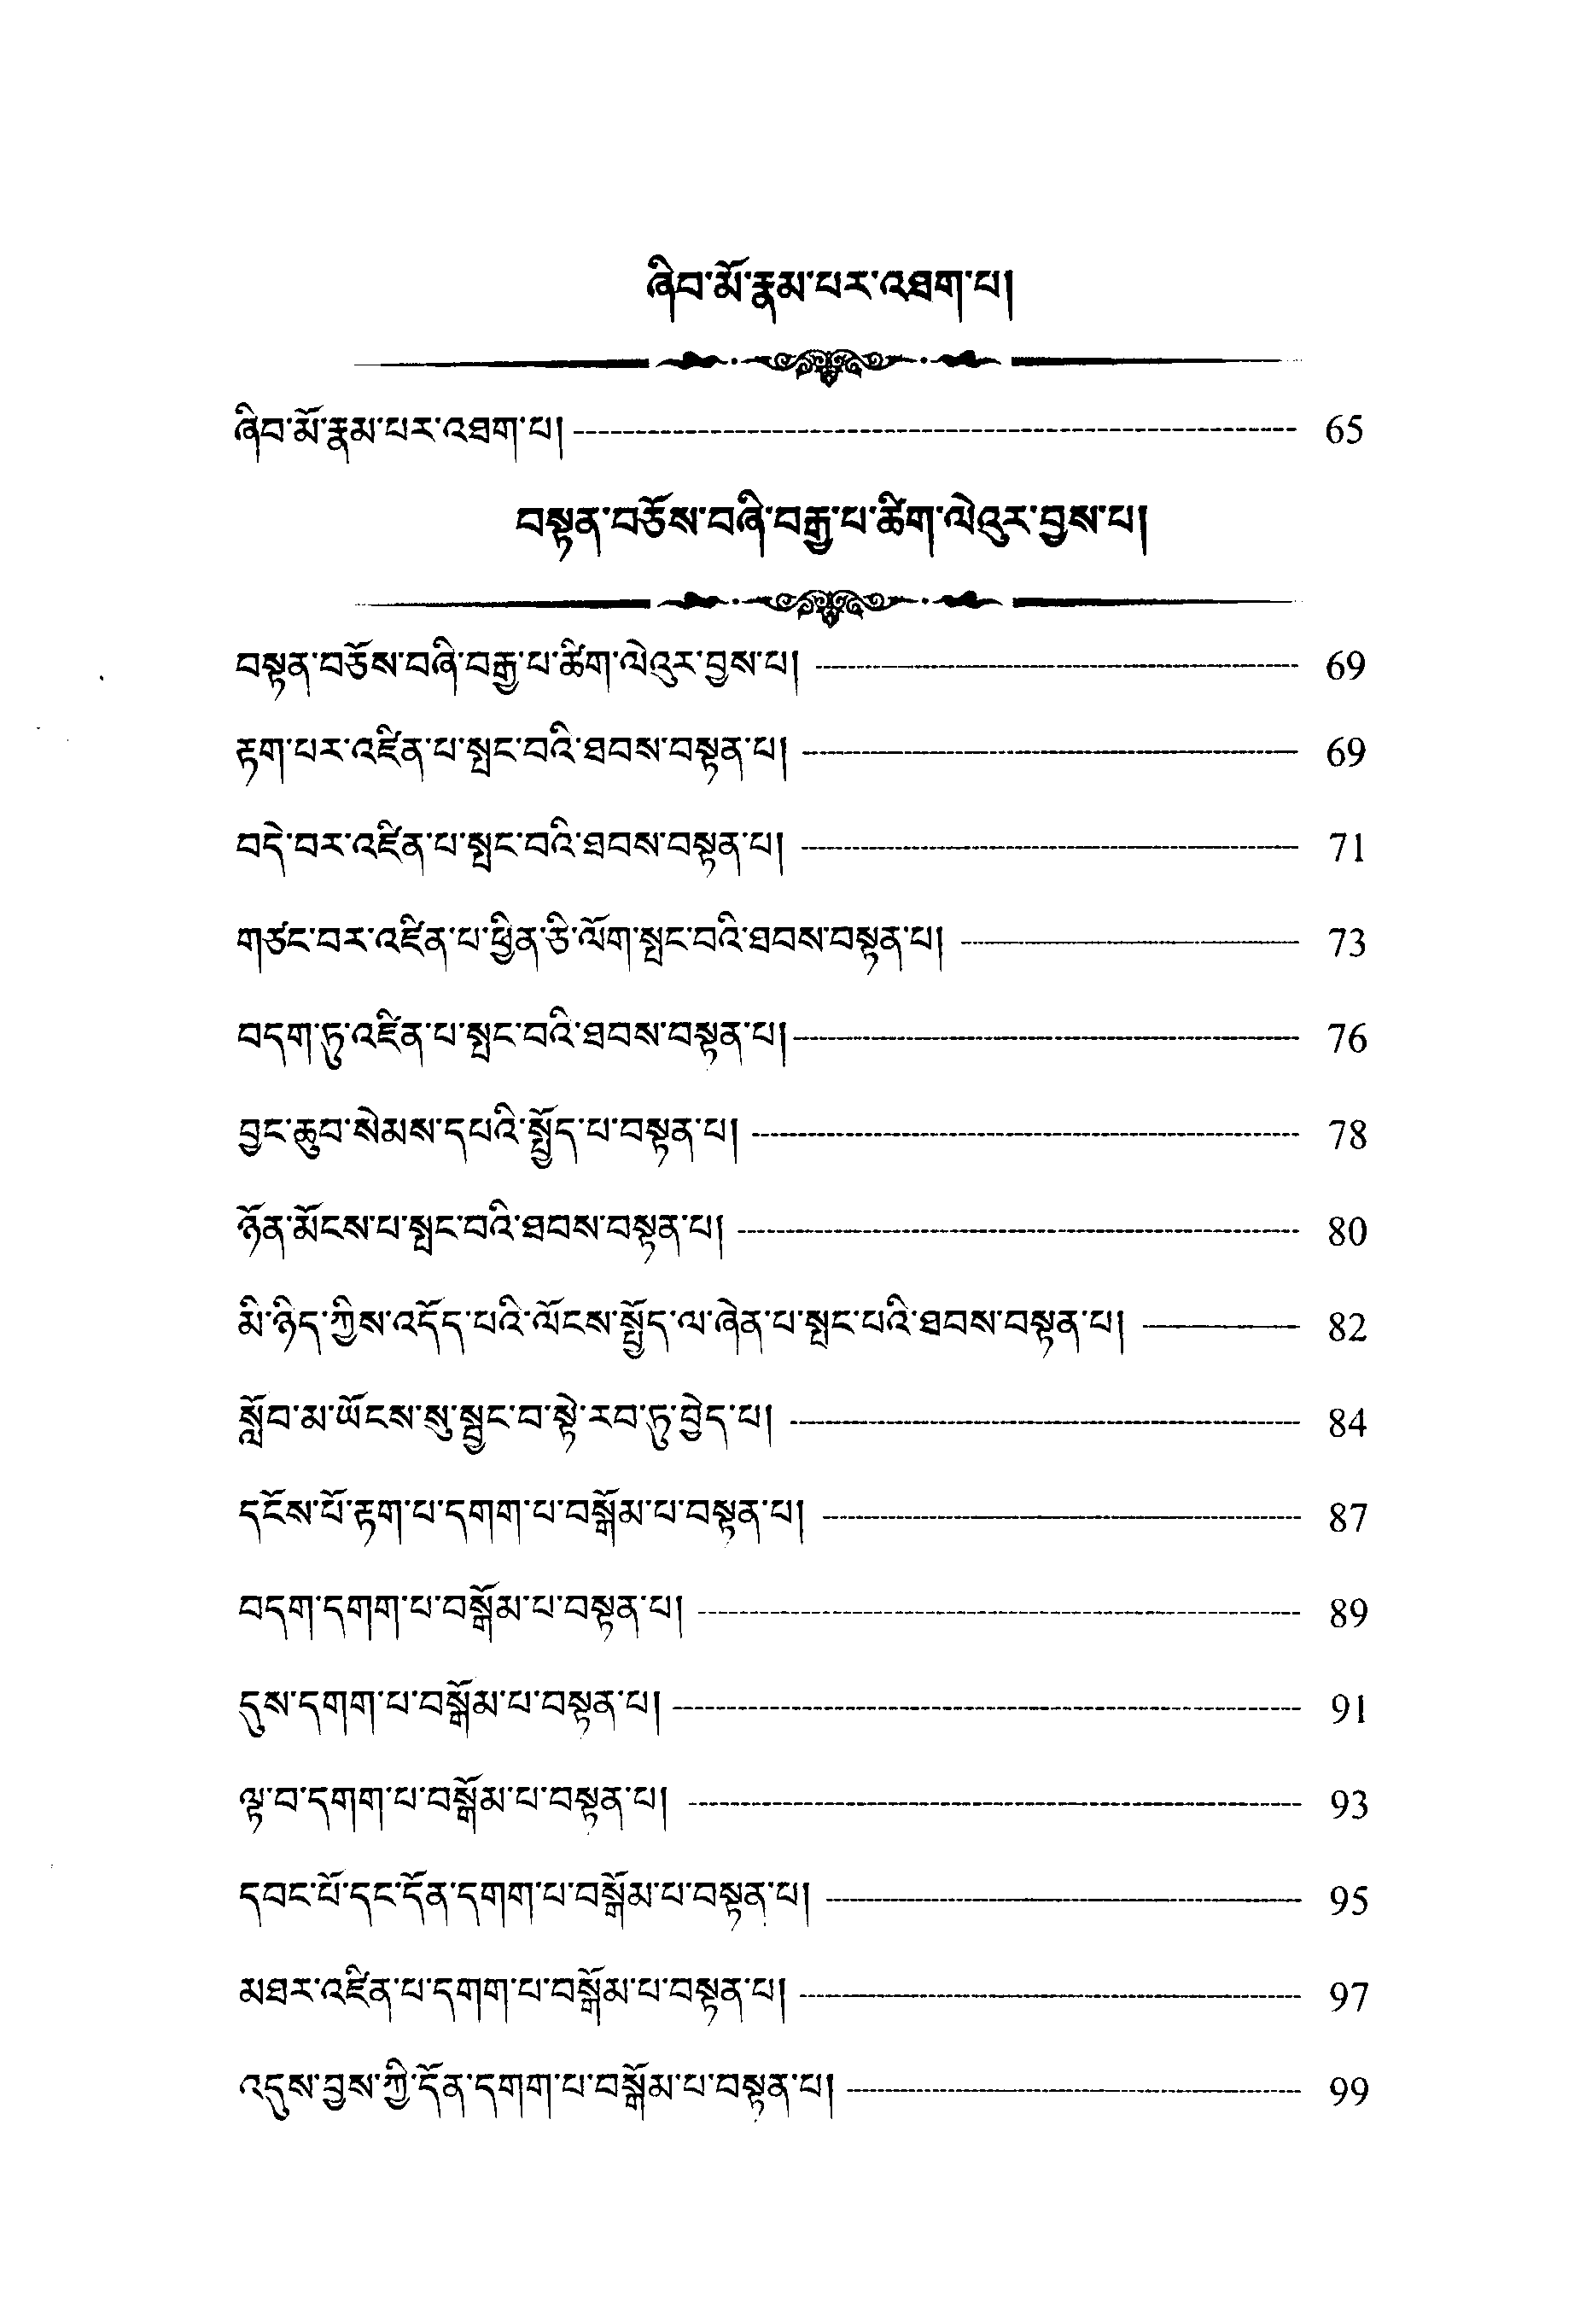 ཞིབ་མོ་རྣམ་པར་འཐག་པ།
ཞིབ་མོ་རྣམ་པར་འཐག་པ། 65
བསྟན་བཅོས་བཞི་བརྒྱ་པ་ཚིག་ལེའུར་བྱས་པ།
བསྟན་བཅོས་བཞི་བརྒྱ་པ་ཚིག་ལེའུར་བྱས་པ། 69
རྟག་པར་འཛིན་པ་སྤང་བའི་ཐབས་བསྟན་པ། 69
བདེ་བར་འཛིན་པ་སྤང་བའི་ཐབས་བསྟན་པ། 71
གཙང་བར་འཛིན་པ་ཕྱིན་ཅི་ལོག་སྤང་བའི་ཐབས་བསྟན་པ། 73
བདག་ཏུ་འཛིན་པ་སྤང་བའི་ཐབས་བསྟན་པ། 76
བྱང་ཆུབ་སེམས་དཔའི་སྤྱོད་པ་བསྟན་པ། 78
ཉོན་མོངས་པ་སྤང་བའི་ཐབས་བསྟན་པ། 80
མི་ཉིད་ཀྱིས་འདོད་པའི་ལོངས་སྤྱོད་ལ་ཞེན་པ་སྤང་པའི་ཐབས་བསྟན་པ། 82
སློབ་མ་ཡོངས་སུ་སྦྱང་བ་སྟེ་རབ་ཏུ་བྱེད་པ། 84
དངོས་པོ་རྟག་པ་དགག་པ་བསྒོམ་པ་བསྟན་པ། 87
བདག་དགག་པ་བསྒོམ་པ་བསྟན་པ། 89
དུས་དགག་པ་བསྒོམ་པ་བསྟན་པ། 91
ལྟ་བ་དགག་པ་བསྒོམ་པ་བསྟན་པ། 93
དབང་པོ་དང་དོན་དགག་པ་བསྒོམ་པ་བསྟན་པ། 95
མཐར་འཛིན་པ་དགག་པ་བསྒོམ་པ་བསྟན་པ། 97
འདུས་བྱས་ཀྱི་དོན་དགག་པ་བསྒོམ་པ་བསྟན་པ། 99